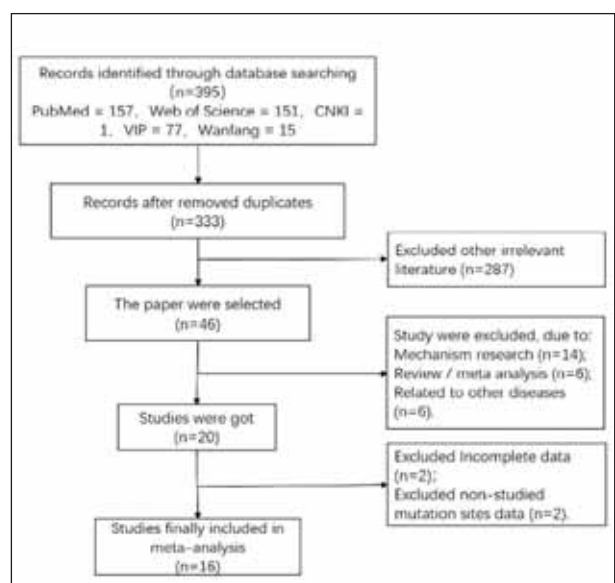 Records identified through database searching
(n=395)
PubMed = 157, Web of Science = 151, CNKI =
1, VIP = 77, Wanfang = 15
Records after removed duplicates
(n=333)
Excluded other irrelevant
literature (n=287)
The paper were selected
(n=46)
Study were excluded, due to:
Mechanism research (n=14);
Review / meta analysis (n=6);
Related to other diseases
(n=6).
Studies were got
(n=20)
Excluded Incomplete data
(n=2);
Excluded non-studied
mutation sites data (n=2).
Studies finally included in
meta-analysis
(n=16)